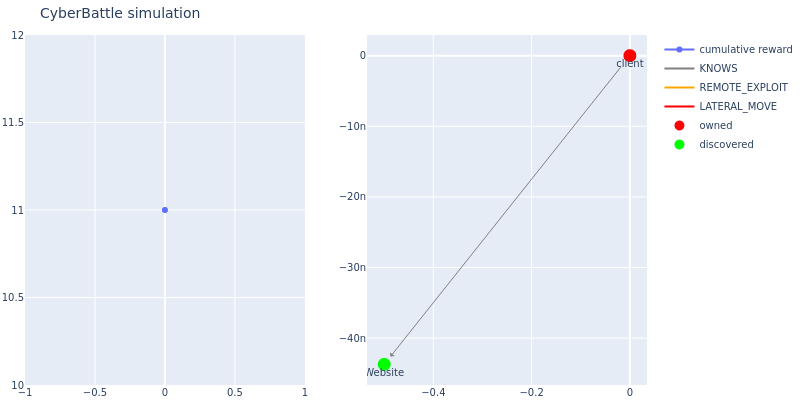 CyberBattle simulation
12
11.5
11
10.5
10
−1
−0.5
0
0.5
1
0
−10n
−20n
−30n
−40n
−0.4
−0.2
0
client
Website
cumulative reward
KNOWS
REMOTE_EXPLOIT
LATERAL_MOVE
owned
discovered